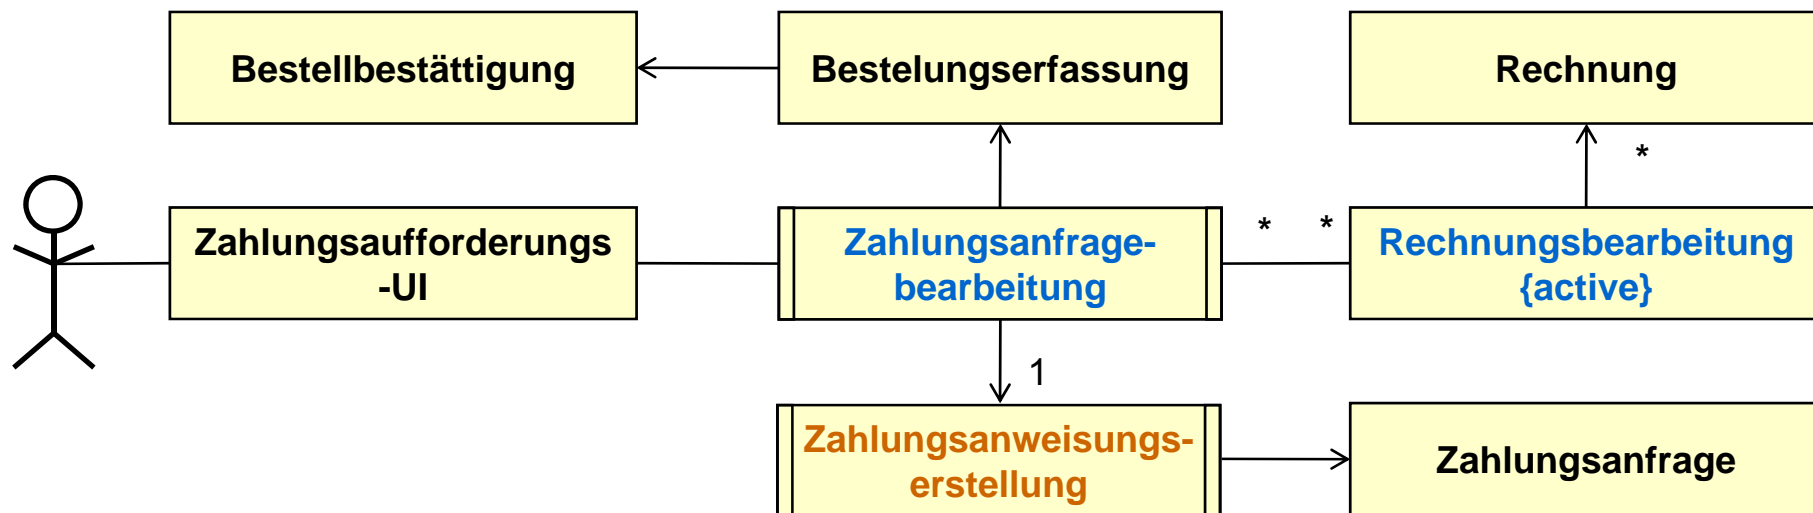 Bestellbestättigung
Bestelungserfassung
Rechnung
*
Zahlungsaufforderungs
-UI
Zahlungsanfrage-
bearbeitung
* *
Rechnungsbearbeitung
{active}
1
Zahlungsanweisungs-
erstellung
Zahlungsanfrage